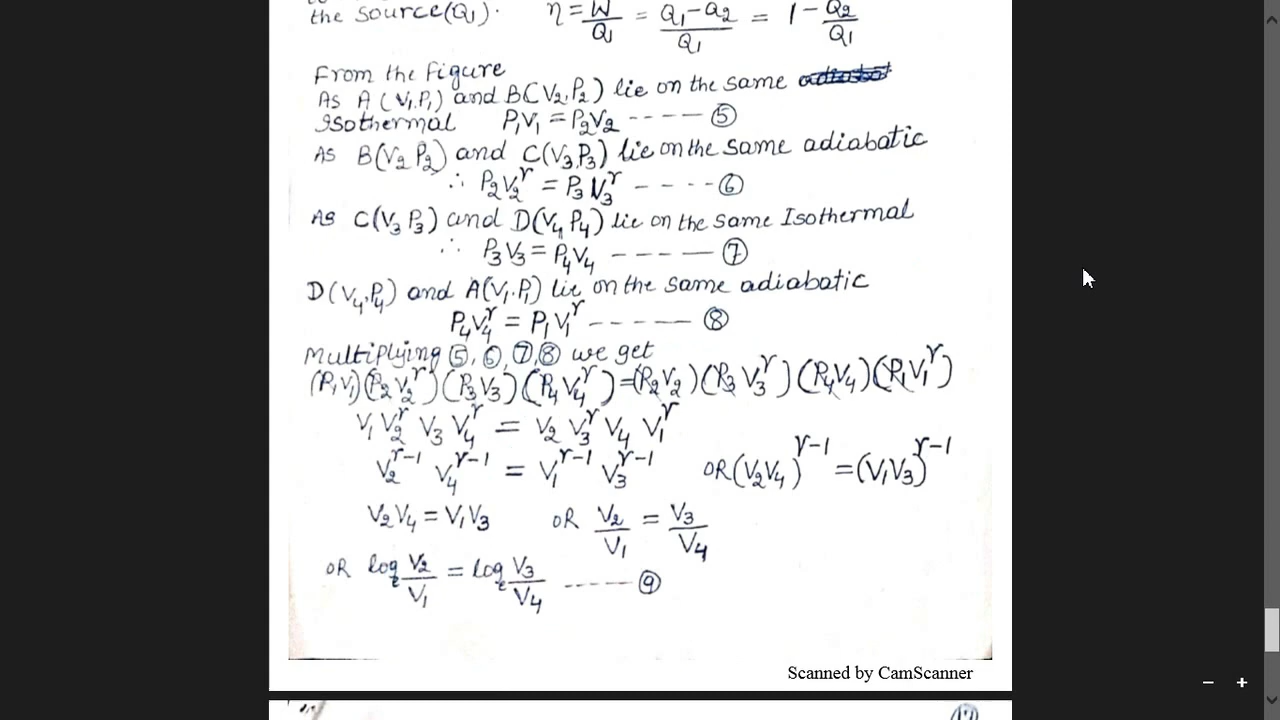 the source(Q₁). η = W/Q₁ = Q₁-Q₂/Q₁ = 1 - Q₂/Q₁
From the Figure
As A (V₁.P₁) and B(V₂.P₂) lie on the same
Isothermal P₁V₁ = P₂V₂ ----- ⑤
As B(V₂ P₂) and C(V₃,P₃) lie on the same adiabatic
∴ P₂V₂^γ = P₃V₃^γ ----- ⑥
As C(V₃ P₃) and D(V₄ P₄) lie on the same Isothermal
∴ P₃V₃ = P₄V₄ ------ ⑦
D(V₄.P₄) and A(V₁.P₁) lie on the same adiabatic
P₄V₄^γ = P₁V₁^γ ------ ⑧
Multiplying ⑤, ⑥, ⑦, ⑧ we get
(P₁V₁)(P₂V₂^γ)(P₃V₃)(P₄V₄^γ)=(P₂V₂)(P₃V₃^γ)(P₄V₄)(P₁V₁^γ)
V₁V₂^γ V₃V₄^γ = V₂ V₃^γ V₄ V₁^γ
V₂^γ-1 V₄^γ-1 = V₁^γ-1 V₃^γ-1 OR (V₂V₄)^γ-1 = (V₁V₃)^γ-1
V₂V₄ = V₁V₃ OR V₂/V₁ = V₃/V₄
OR logₑ V₂/V₁ = logₑ V₃/V₄ ----- ⑨
Scanned by CamScanner
(17)